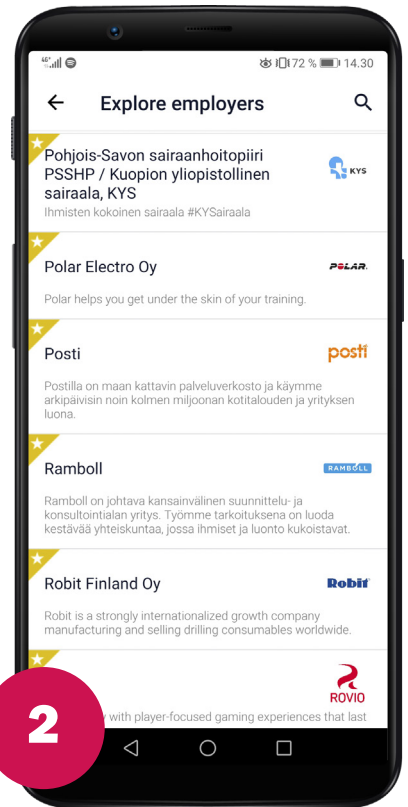 46+
72 % 14.30
Explore employers
Pohjois-Savon sairaanhoitopiiri
PSSHP / Kuopion yliopistollinen
sairaala, KYS
KYS
Ihmisten kokoinen sairaala #KYSairaala
Polar Electro Oy
POLAR.
Polar helps you get under the skin of your training.
Posti
posti
Postilla on maan kattavin palveluverkosto ja käymme
arkipäivisin noin kolmen miljoonan kotitalouden ja yrityksen
luona.
Ramboll
RAMBOLL
Ramboll on johtava kansainvälinen suunnittelu- ja
konsultointialan yritys. Työmme tarkoituksena on luoda
kestävää yhteiskuntaa, jossa ihmiset ja luonto kukoistavat.
Robit Finland Oy
Robit
Robit is a strongly internationalized growth company
manufacturing and selling drilling consumables worldwide.
ROVIO
with player-focused gaming experiences that last
2